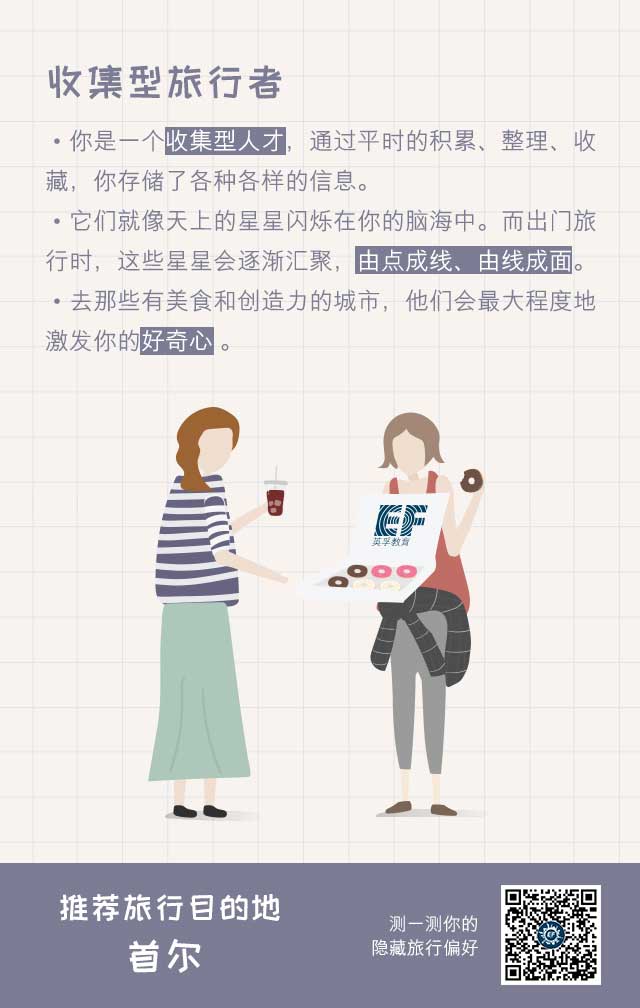 收集型旅行者
•你是一个收集型人才，通过平时的积累、整理、收
藏，你存储了各种各样的信息。
•它们就像天上的星星闪烁在你的脑海中。而出门旅
行时，这些星星会逐渐汇聚，由点成线、由线成面。
•去那些有美食和创造力的城市，他们会最大程度地
激发你的好奇心。
EF
英孚教育
推荐旅行目的地
首尔
测一测你的
隐藏旅行偏好
EF